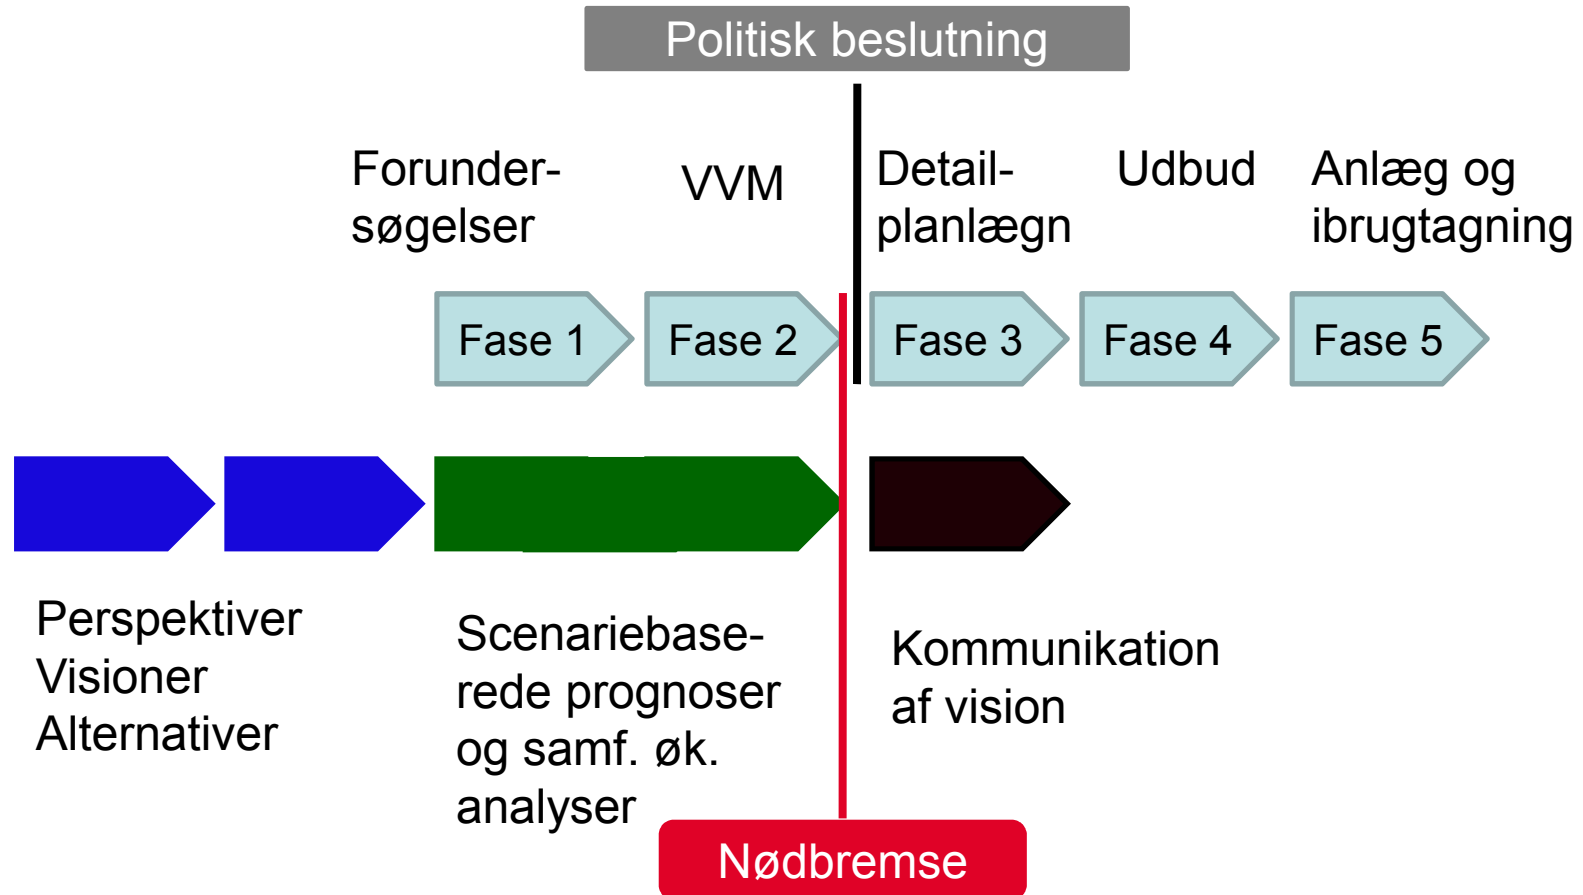 Politisk beslutning
Forunder-
søgelser
VVM
Detail-
planlægn
Udbud
Anlæg og
ibrugtagning
Fase 1
Fase 2
Fase 3
Fase 4
Fase 5
Perspektiver
Visioner
Alternativer
Scenariebase-
rede prognoser
og samf. øk.
analyser
Kommunikation
af vision
Nødbremse